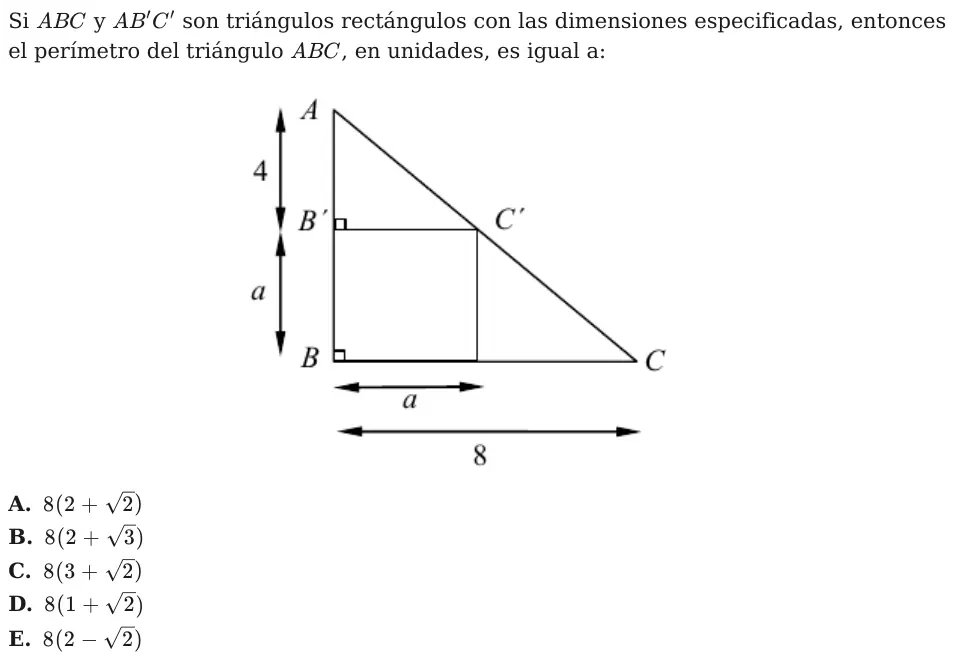 Si ABC y AB′C′ son triángulos rectángulos con las dimensiones especificadas, entonces
el perímetro del triángulo ABC, en unidades, es igual a:
A
4
B′
C′
a
B
C
a
8
A. 8(2 + √2)
B. 8(2 + √3)
C. 8(3 + √2)
D. 8(1 + √2)
E. 8(2 − √2)